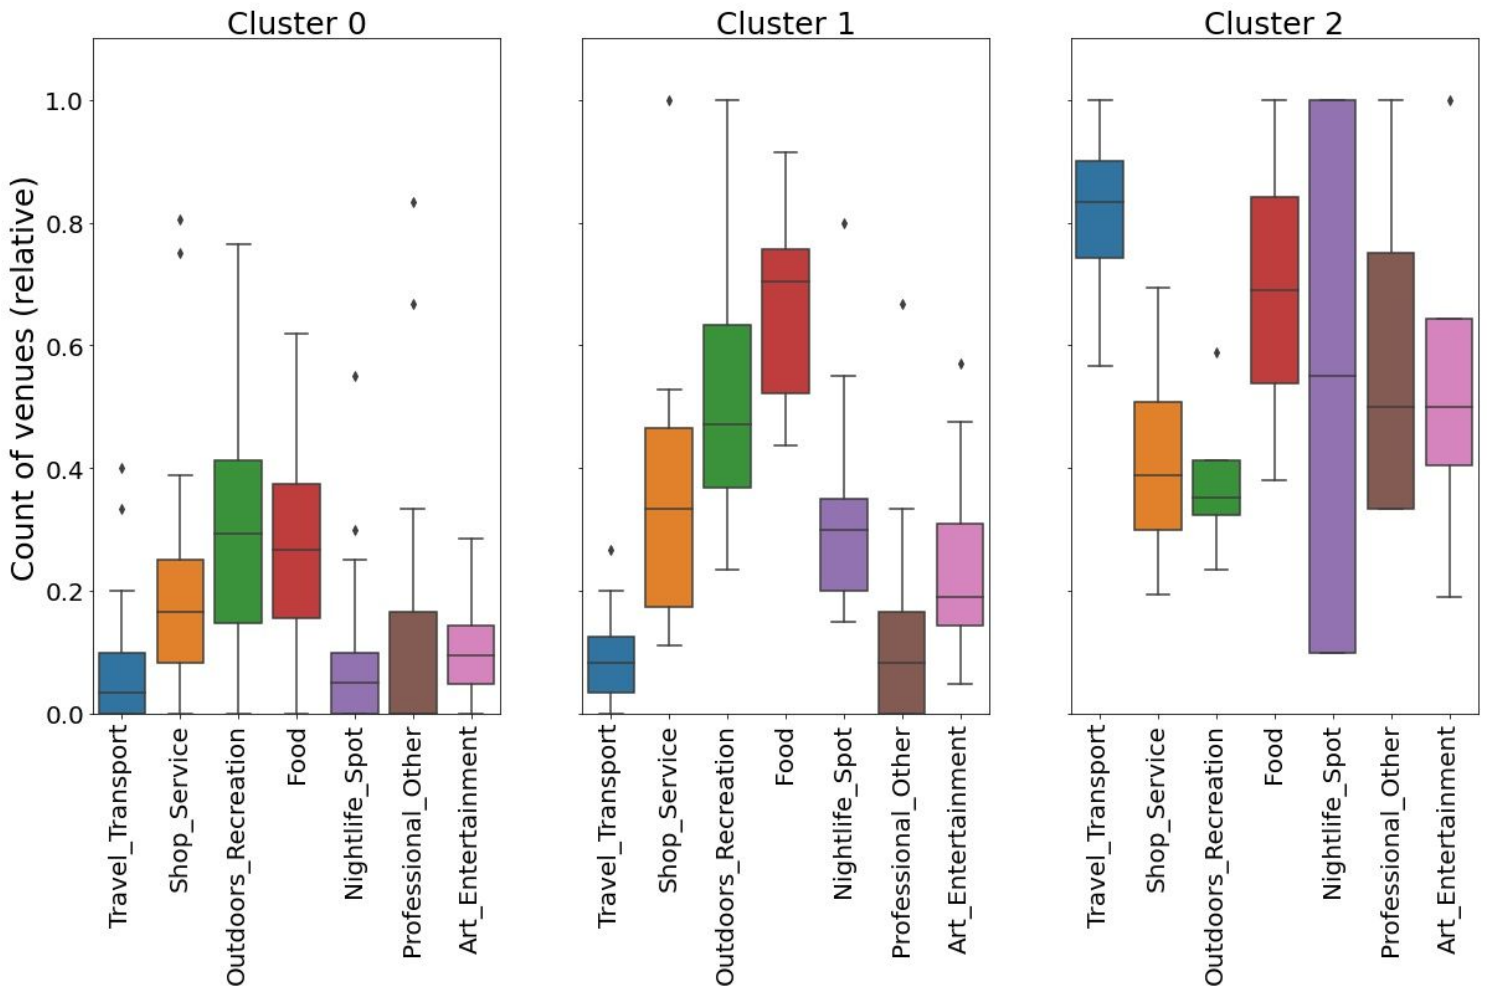 Cluster 0
Cluster 1
Cluster 2
Count of venues (relative)
1.0
0.8
0.6
0.4
0.2
0.0
Travel_Transport
Shop_Service
Outdoors_Recreation
Food
Nightlife_Spot
Professional_Other
Art_Entertainment
Travel_Transport
Shop_Service
Outdoors_Recreation
Food
Nightlife_Spot
Professional_Other
Art_Entertainment
Travel_Transport
Shop_Service
Outdoors_Recreation
Food
Nightlife_Spot
Professional_Other
Art_Entertainment